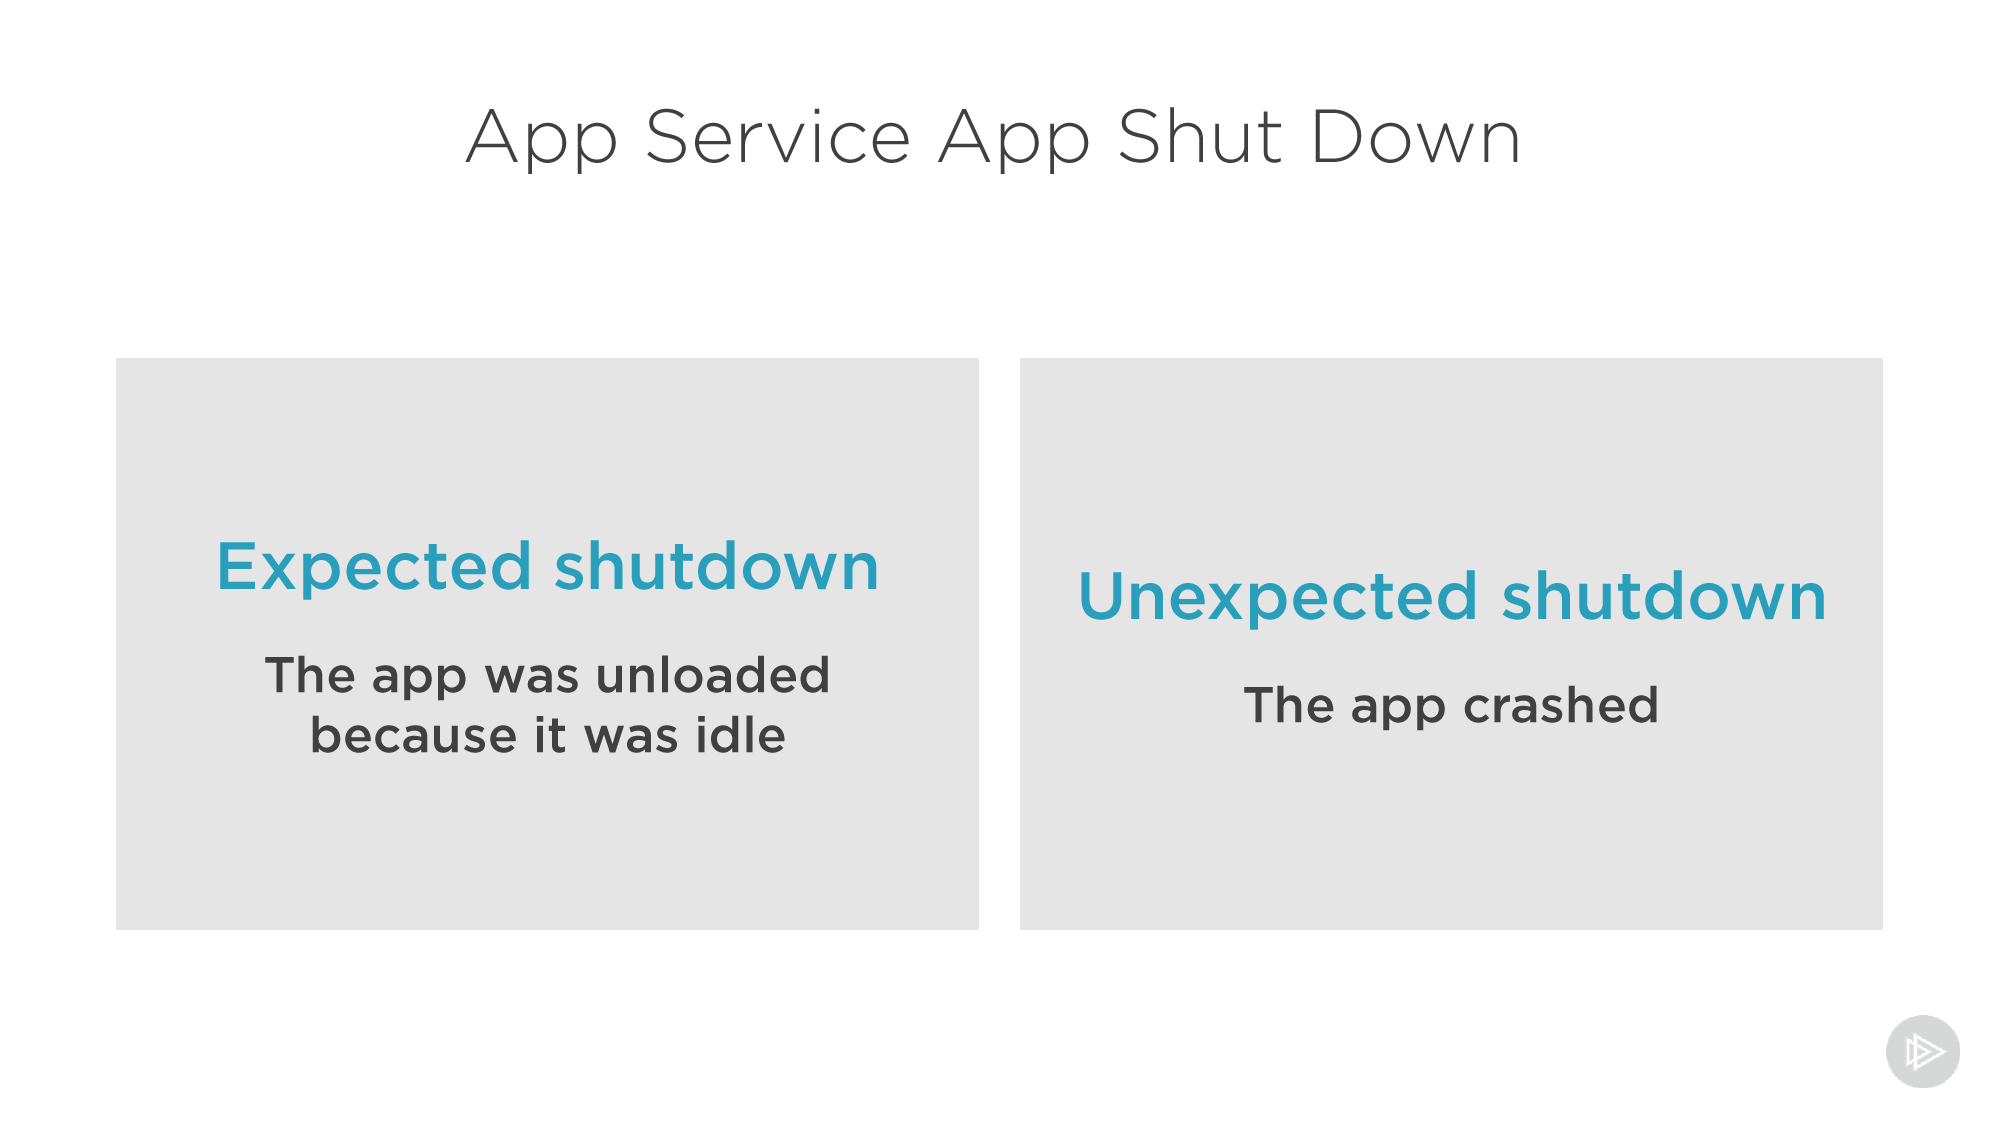 App Service App Shut Down
Expected shutdown
The app was unloaded
because it was idle
Unexpected shutdown
The app crashed